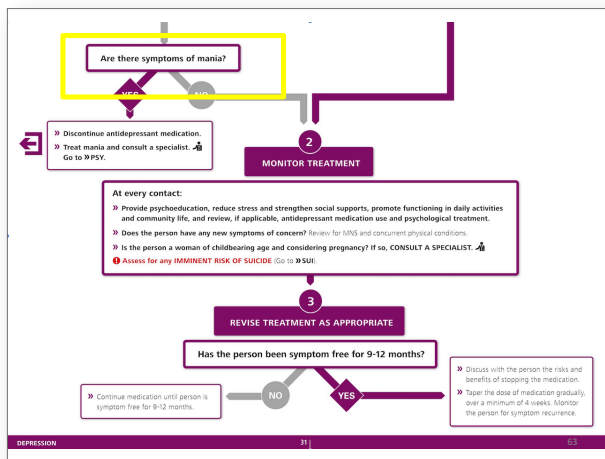 Are there symptoms of mania?
YES
NO
» Discontinue antidepressant medication.
» Treat mania and consult a specialist.
Go to »PSY.
2
MONITOR TREATMENT
At every contact:
» Provide psychoeducation, reduce stress and strengthen social supports, promote functioning in daily activities
and community life, and review, if applicable, antidepressant medication use and psychological treatment.
» Does the person have any new symptoms of concern? Review for MNS and concurrent physical conditions.
» Is the person a woman of childbearing age and considering pregnancy? If so, CONSULT A SPECIALIST.
Assess for any IMMINENT RISK OF SUICIDE (Go to »SUI).
3
REVISE TREATMENT AS APPROPRIATE
Has the person been symptom free for 9-12 months?
» Continue medication until person is
symptom free for 9-12 months.
NO
YES
» Discuss with the person the risks and
benefits of stopping the medication.
» Taper the dose of medication gradually,
over a minimum of 4 weeks. Monitor
the person for symptom recurrence.
DEPRESSION
31
63